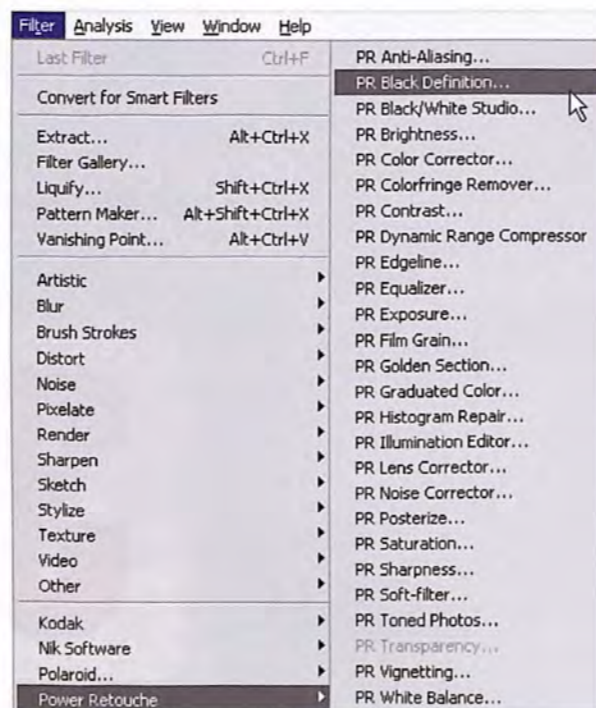 Filter Analysis View Window Help
Last Filter Ctrl+F
Convert for Smart Filters
Extract... Alt+Ctrl+X
Filter Gallery...
Liquify... Shift+Ctrl+X
Pattern Maker... Alt+Shift+Ctrl+X
Vanishing Point... Alt+Ctrl+V
Artistic
Blur
Brush Strokes
Distort
Noise
Pixelate
Render
Sharpen
Sketch
Stylize
Texture
Video
Other
Kodak
Nik Software
Polaroid...
Power Retouche
PR Anti-Aliasing...
PR Black Definition...
PR Black/White Studio...
PR Brightness...
PR Color Corrector...
PR Colorfringe Remover...
PR Contrast...
PR Dynamic Range Compressor
PR Edgeline...
PR Equalizer...
PR Exposure...
PR Film Grain...
PR Golden Section...
PR Graduated Color...
PR Histogram Repair...
PR Illumination Editor...
PR Lens Corrector...
PR Noise Corrector...
PR Posterize...
PR Saturation...
PR Sharpness...
PR Soft-filter...
PR Toned Photos...
PR Transparency...
PR Vignetting...
PR White Balance...